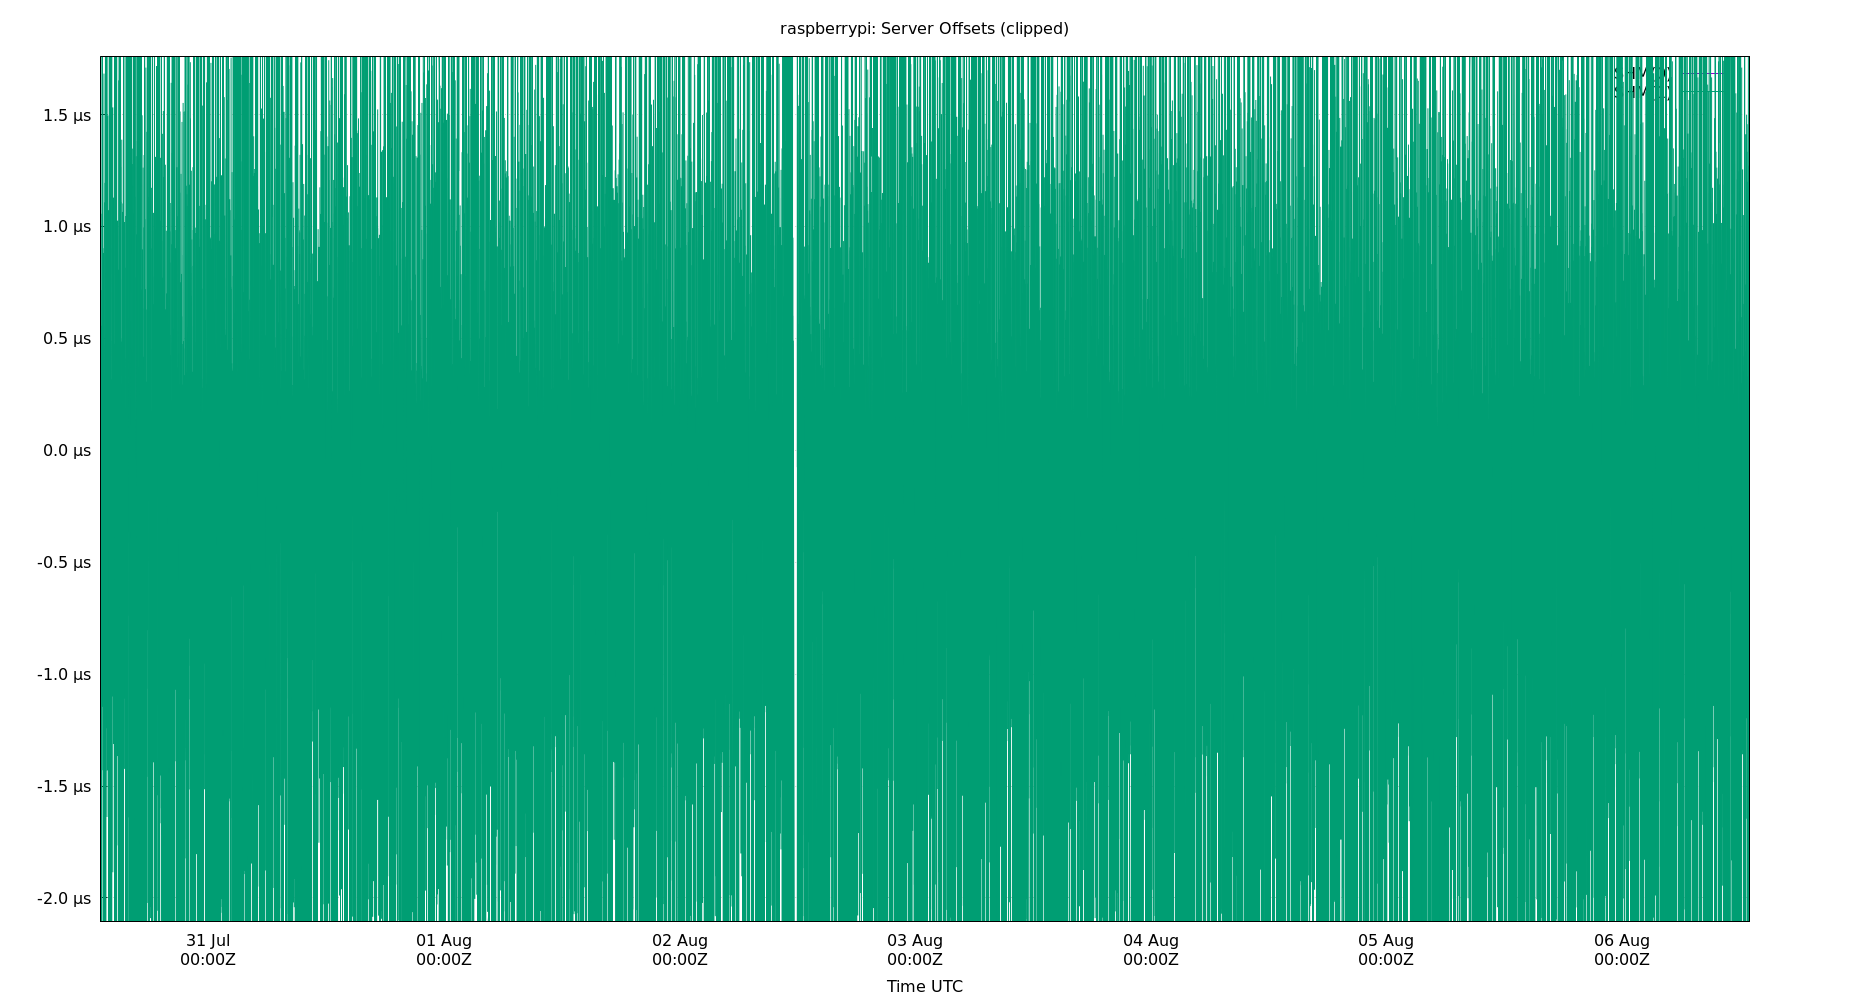 raspberrypi: Server Offsets (clipped)
1.5 µs
1.0 µs
0.5 µs
0.0 µs
-0.5 µs
-1.0 µs
-1.5 µs
-2.0 µs
31 Jul
00:00Z
01 Aug
00:00Z
02 Aug
00:00Z
03 Aug
00:00Z
04 Aug
00:00Z
05 Aug
00:00Z
06 Aug
00:00Z
Time UTC